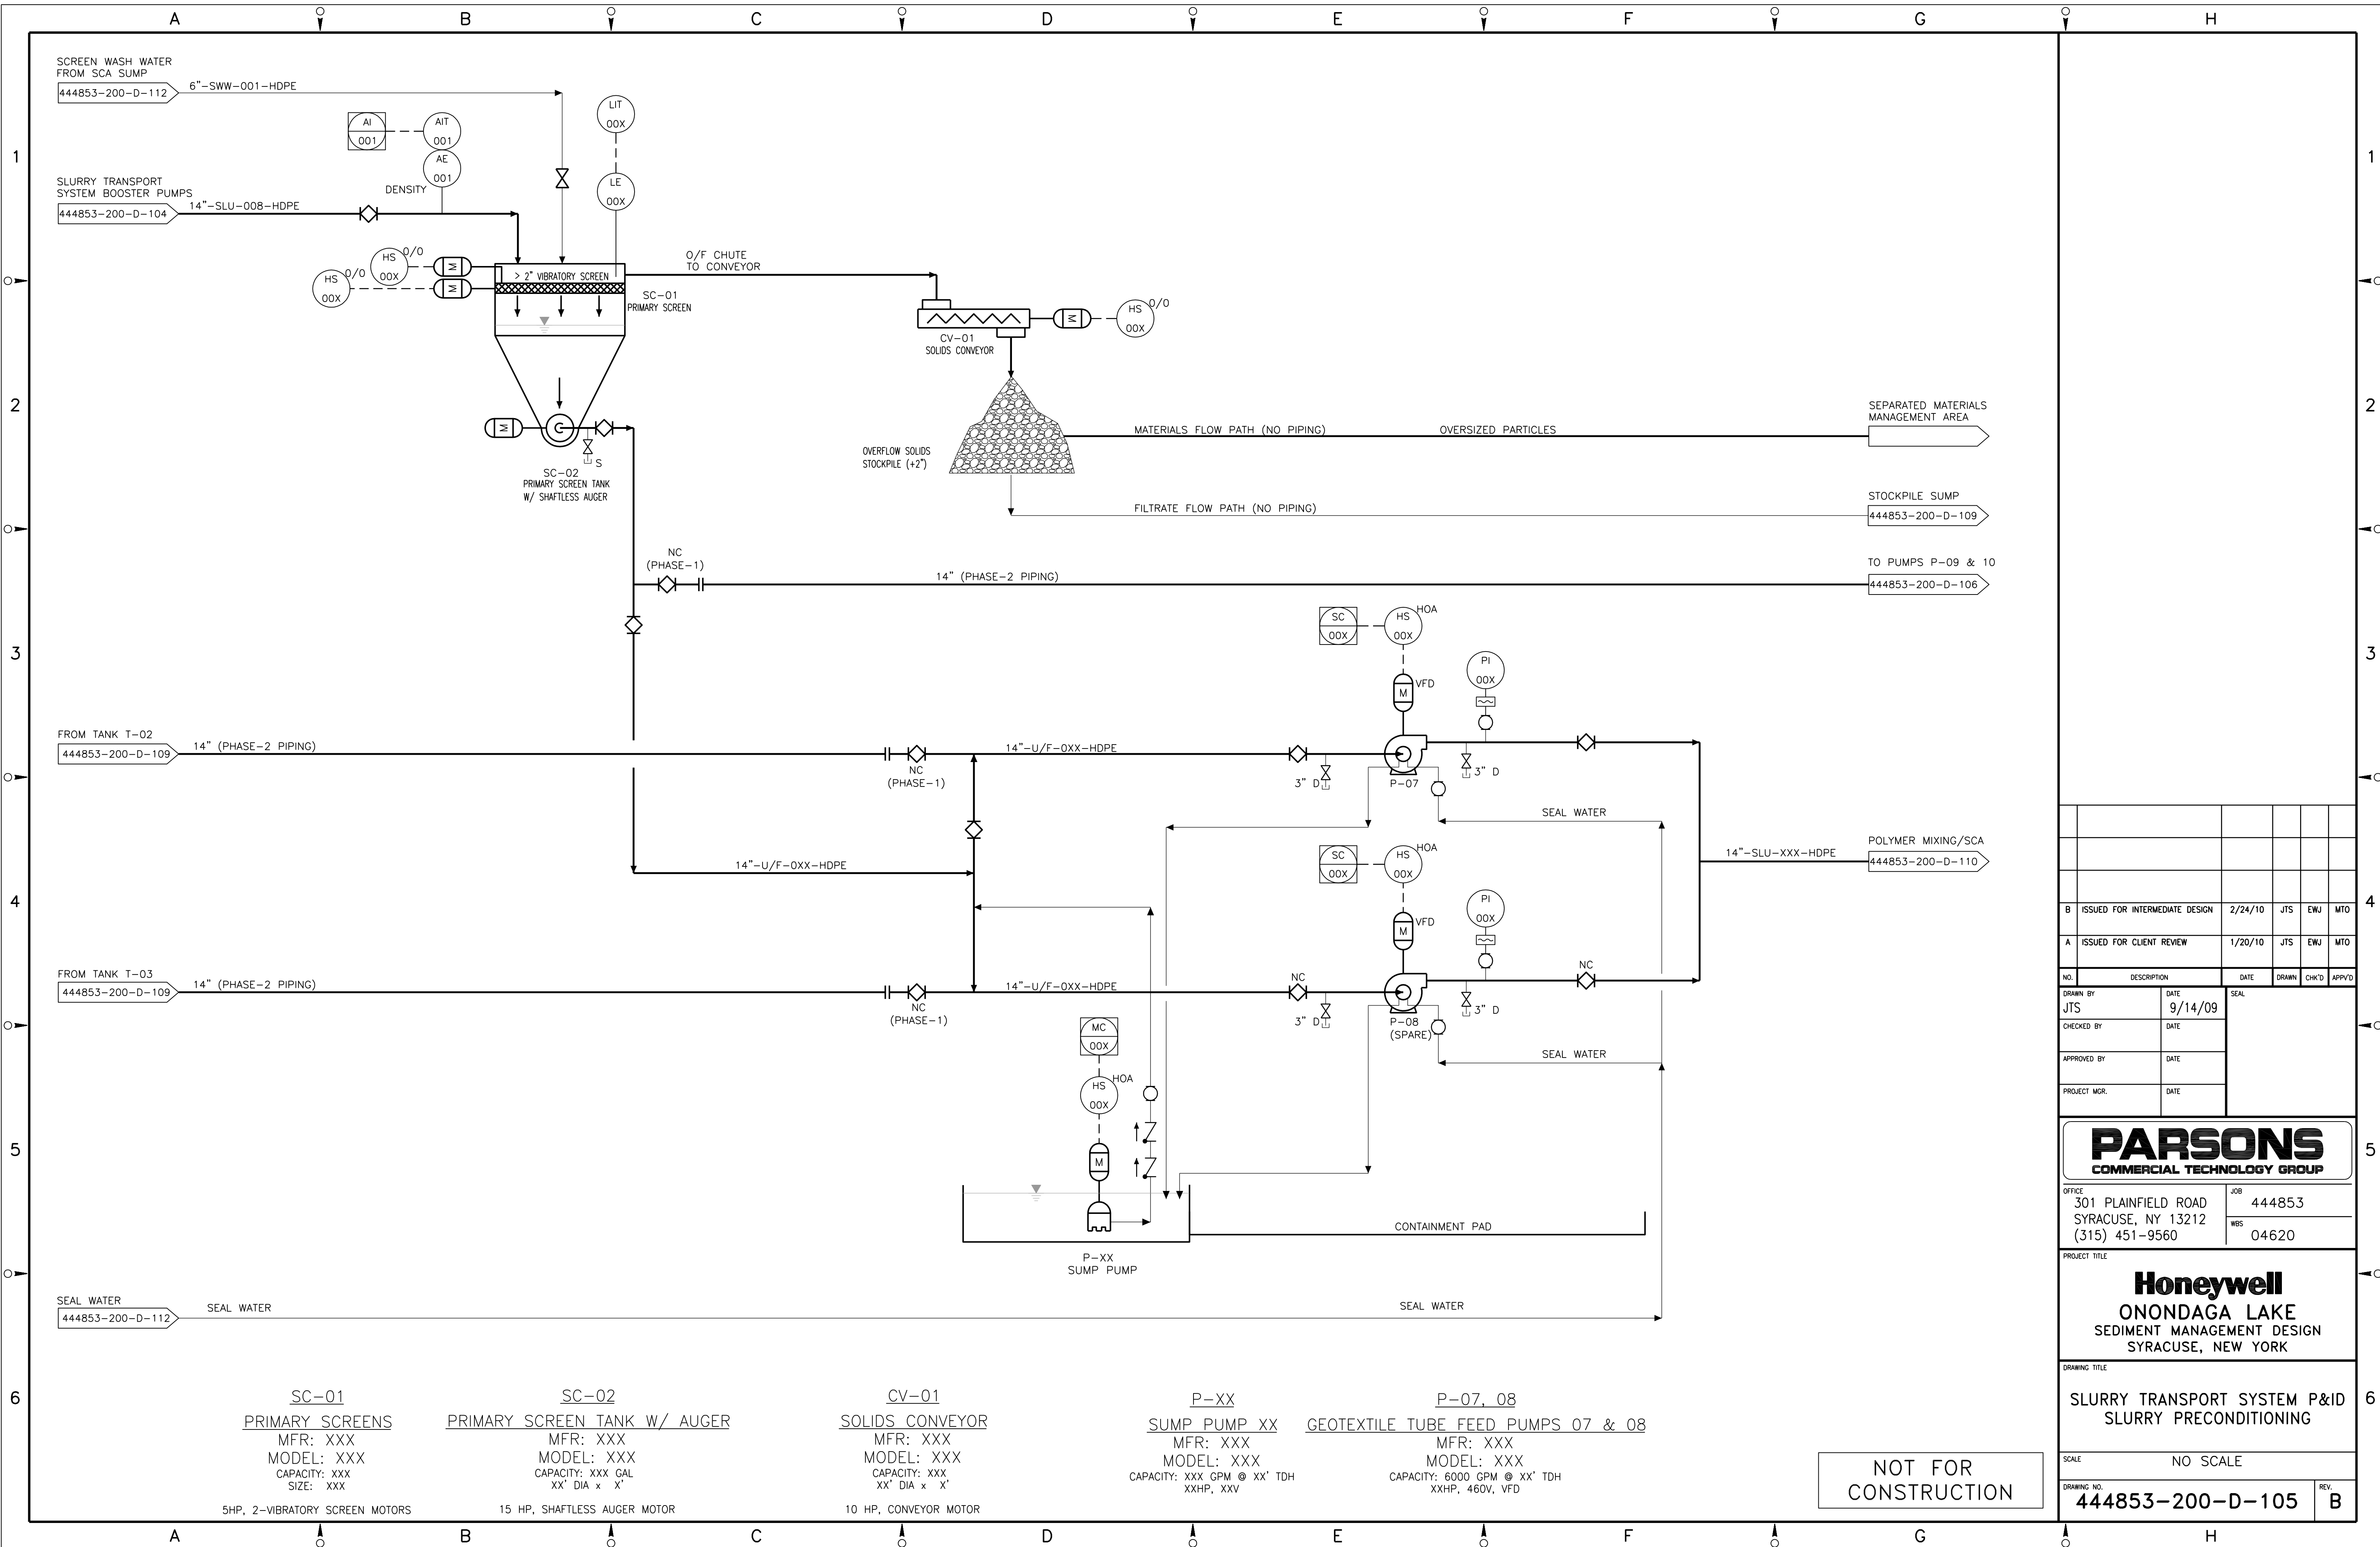 A B C D E F G H
SCREEN WASH WATER
FROM SCA SUMP
444853-200-D-112
6"-SWW-001-HDPE
LIT
00X
AI
001
AIT
001
AE
001
LE
00X
DENSITY
1
1
SLURRY TRANSPORT
SYSTEM BOOSTER PUMPS
444853-200-D-104
14"-SLU-008-HDPE
HS
00X
O/O
HS
00X
O/O
M
M
> 2" VIBRATORY SCREEN
SC-01
PRIMARY SCREEN
O/F CHUTE
TO CONVEYOR
M
HS
00X
O/O
CV-01
SOLIDS CONVEYOR
2
2
M
S
SC-02
PRIMARY SCREEN TANK
W/ SHAFTLESS AUGER
OVERFLOW SOLIDS
STOCKPILE (+2")
MATERIALS FLOW PATH (NO PIPING)
OVERSIZED PARTICLES
SEPARATED MATERIALS
MANAGEMENT AREA
FILTRATE FLOW PATH (NO PIPING)
STOCKPILE SUMP
444853-200-D-109
NC
(PHASE-1)
14" (PHASE-2 PIPING)
TO PUMPS P-09 & 10
444853-200-D-106
3
3
SC
00X
HS
00X
HOA
PI
00X
M
VFD
FROM TANK T-02
444853-200-D-109
14" (PHASE-2 PIPING)
NC
(PHASE-1)
14"-U/F-0XX-HDPE
3" D
P-07
3" D
SEAL WATER
14"-U/F-0XX-HDPE
SC
00X
HS
00X
HOA
PI
00X
M
VFD
14"-SLU-XXX-HDPE
POLYMER MIXING/SCA
444853-200-D-110
4
4
FROM TANK T-03
444853-200-D-109
14" (PHASE-2 PIPING)
NC
(PHASE-1)
14"-U/F-0XX-HDPE
NC
3" D
P-08
(SPARE)
3" D
NC
SEAL WATER
MC
00X
HS
00X
HOA
M
5
5
CONTAINMENT PAD
P-XX
SUMP PUMP
SEAL WATER
444853-200-D-112
SEAL WATER
SEAL WATER
6
6
SC-01
PRIMARY SCREENS
MFR: XXX
MODEL: XXX
CAPACITY: XXX
SIZE: XXX
5HP, 2-VIBRATORY SCREEN MOTORS
SC-02
PRIMARY SCREEN TANK W/ AUGER
MFR: XXX
MODEL: XXX
CAPACITY: XXX GAL
XX' DIA x X'
15 HP, SHAFTLESS AUGER MOTOR
CV-01
SOLIDS CONVEYOR
MFR: XXX
MODEL: XXX
CAPACITY: XXX
XX' DIA x X'
10 HP, CONVEYOR MOTOR
P-XX
SUMP PUMP XX
MFR: XXX
MODEL: XXX
CAPACITY: XXX GPM @ XX' TDH
XXHP, XXV
P-07, 08
GEOTEXTILE TUBE FEED PUMPS 07 & 08
MFR: XXX
MODEL: XXX
CAPACITY: 6000 GPM @ XX' TDH
XXHP, 460V, VFD
NOT FOR
CONSTRUCTION
B ISSUED FOR INTERMEDIATE DESIGN 2/24/10 JTS EWJ MTO
A ISSUED FOR CLIENT REVIEW 1/20/10 JTS EWJ MTO
NO. DESCRIPTION DATE DRAWN CHK'D APPV'D
DRAWN BY DATE SEAL
JTS 9/14/09
CHECKED BY DATE
APPROVED BY DATE
PROJECT MGR. DATE
PARSONS
COMMERCIAL TECHNOLOGY GROUP
OFFICE
301 PLAINFIELD ROAD
SYRACUSE, NY 13212
(315) 451-9560
JOB
444853
WBS
04620
PROJECT TITLE
Honeywell
ONONDAGA LAKE
SEDIMENT MANAGEMENT DESIGN
SYRACUSE, NEW YORK
DRAWING TITLE
SLURRY TRANSPORT SYSTEM P&ID
SLURRY PRECONDITIONING
SCALE
NO SCALE
DRAWING NO.
444853-200-D-105
REV.
B
A B C D E F G H